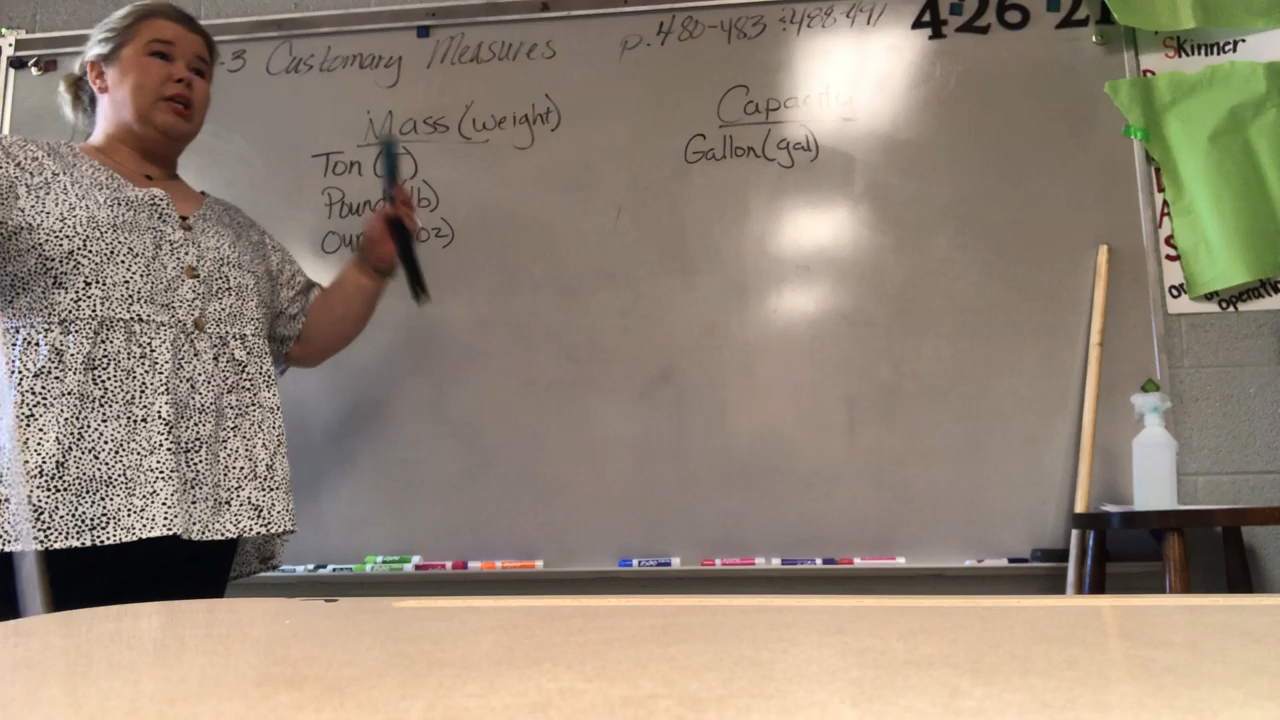 -3 Customary Measures p.480-483 ; 488-491
4·26·21
Mass (weight)
Ton (T)
Pound (lb)
Ounce (oz)
Capacity
Gallon (gal)
Skinner
A
S
operati